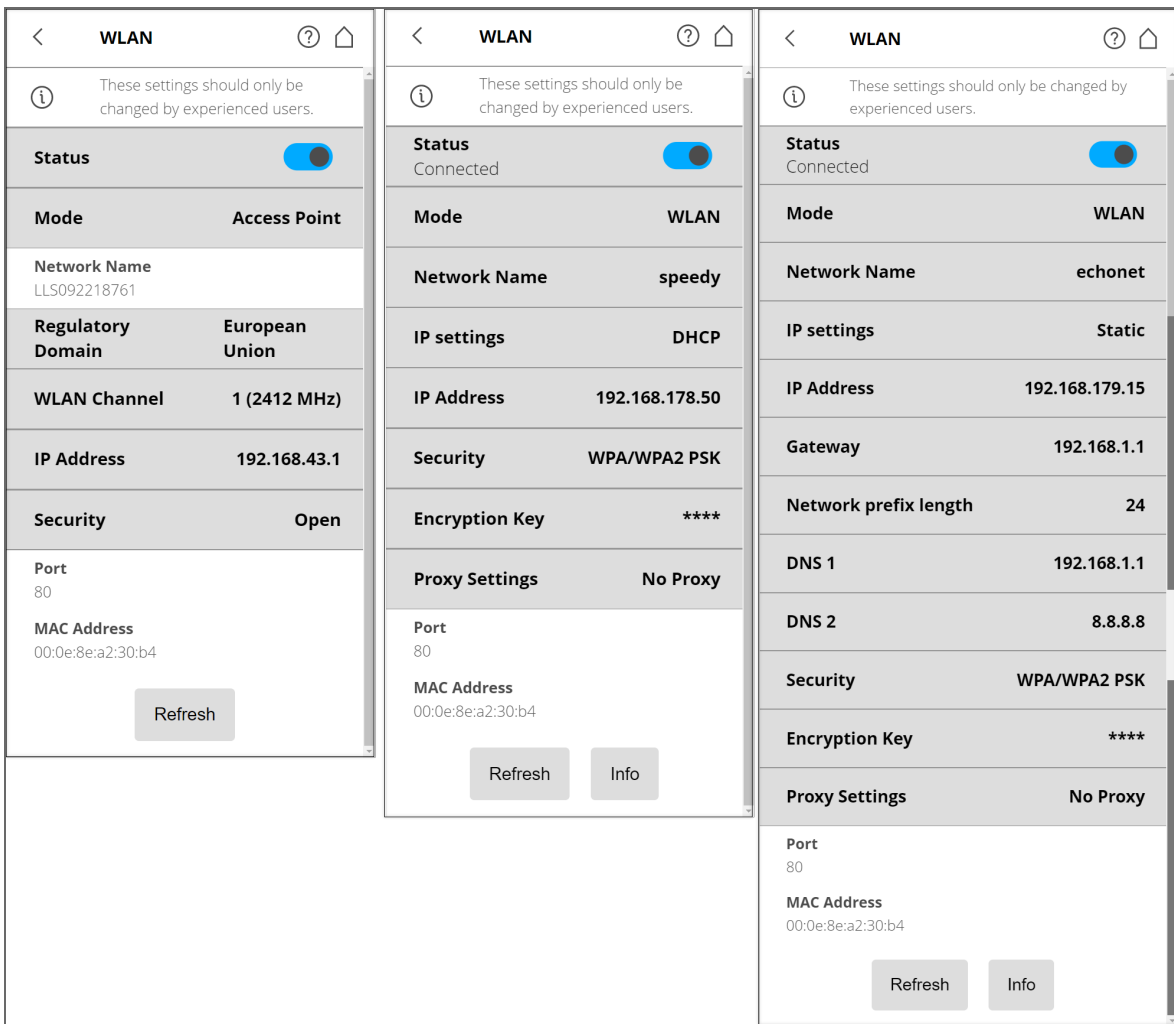 WLAN
These settings should only be
changed by experienced users.
Status
Mode Access Point
Network Name
LLS092218761
Regulatory European
Domain Union
WLAN Channel 1 (2412 MHz)
IP Address 192.168.43.1
Security Open
Port
80
MAC Address
00:0e:8e:a2:30:b4
Refresh
WLAN
These settings should only be
changed by experienced users.
Status
Connected
Mode WLAN
Network Name speedy
IP settings DHCP
IP Address 192.168.178.50
Security WPA/WPA2 PSK
Encryption Key ****
Proxy Settings No Proxy
Port
80
MAC Address
00:0e:8e:a2:30:b4
Refresh Info
WLAN
These settings should only be changed by
experienced users.
Status
Connected
Mode WLAN
Network Name echonet
IP settings Static
IP Address 192.168.179.15
Gateway 192.168.1.1
Network prefix length 24
DNS 1 192.168.1.1
DNS 2 8.8.8.8
Security WPA/WPA2 PSK
Encryption Key ****
Proxy Settings No Proxy
Port
80
MAC Address
00:0e:8e:a2:30:b4
Refresh Info